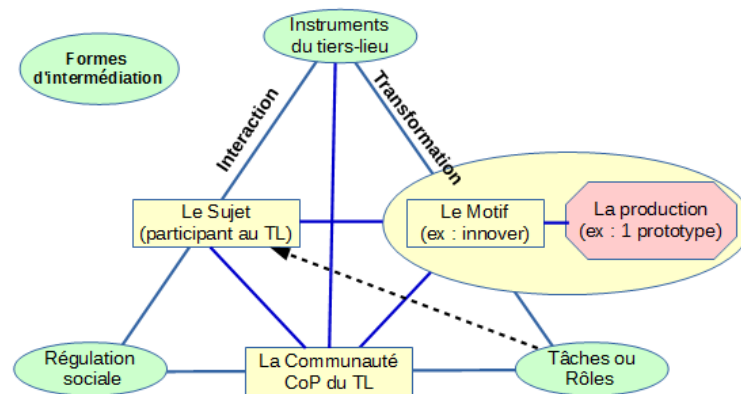 Instruments
du tiers-lieu
Formes
d'intermédiation
Interaction
Transformation
Le Sujet
(participant au TL)
Le Motif
(ex : innover)
La production
(ex : 1 prototype)
Régulation
sociale
La Communauté
CoP du TL
Tâches ou
Rôles